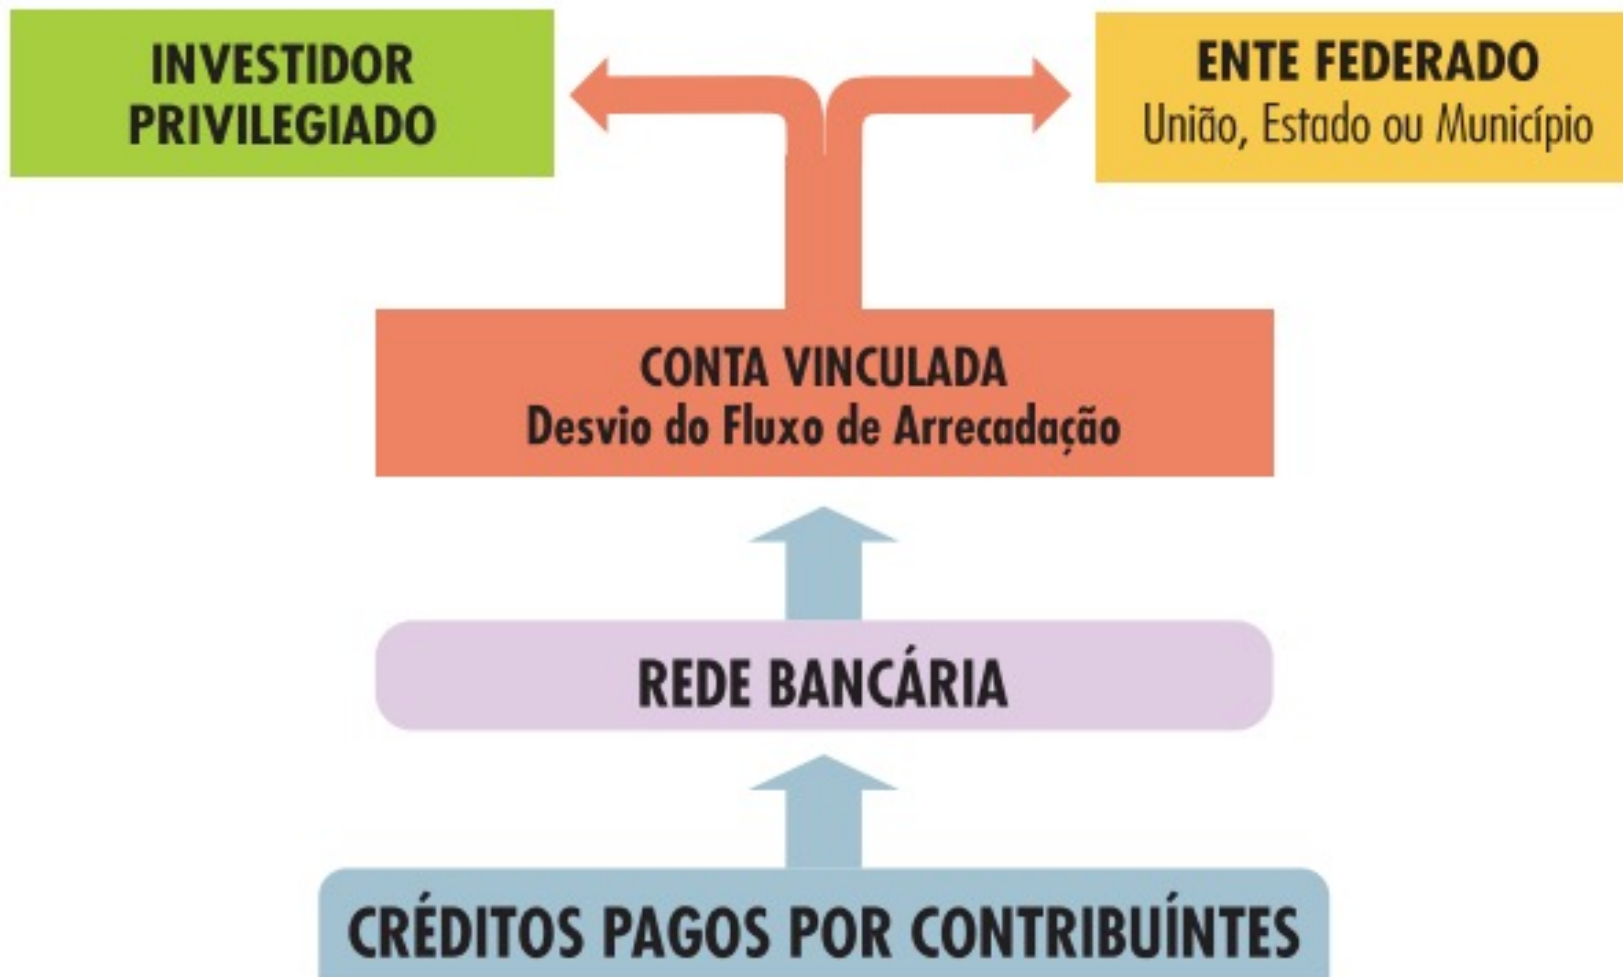 INVESTIDOR
PRIVILEGIADO
ENTE FEDERADO
União, Estado ou Município
CONTA VINCULADA
Desvio do Fluxo de Arrecadação
REDE BANCÁRIA
CRÉDITOS PAGOS POR CONTRIBUÍNTES